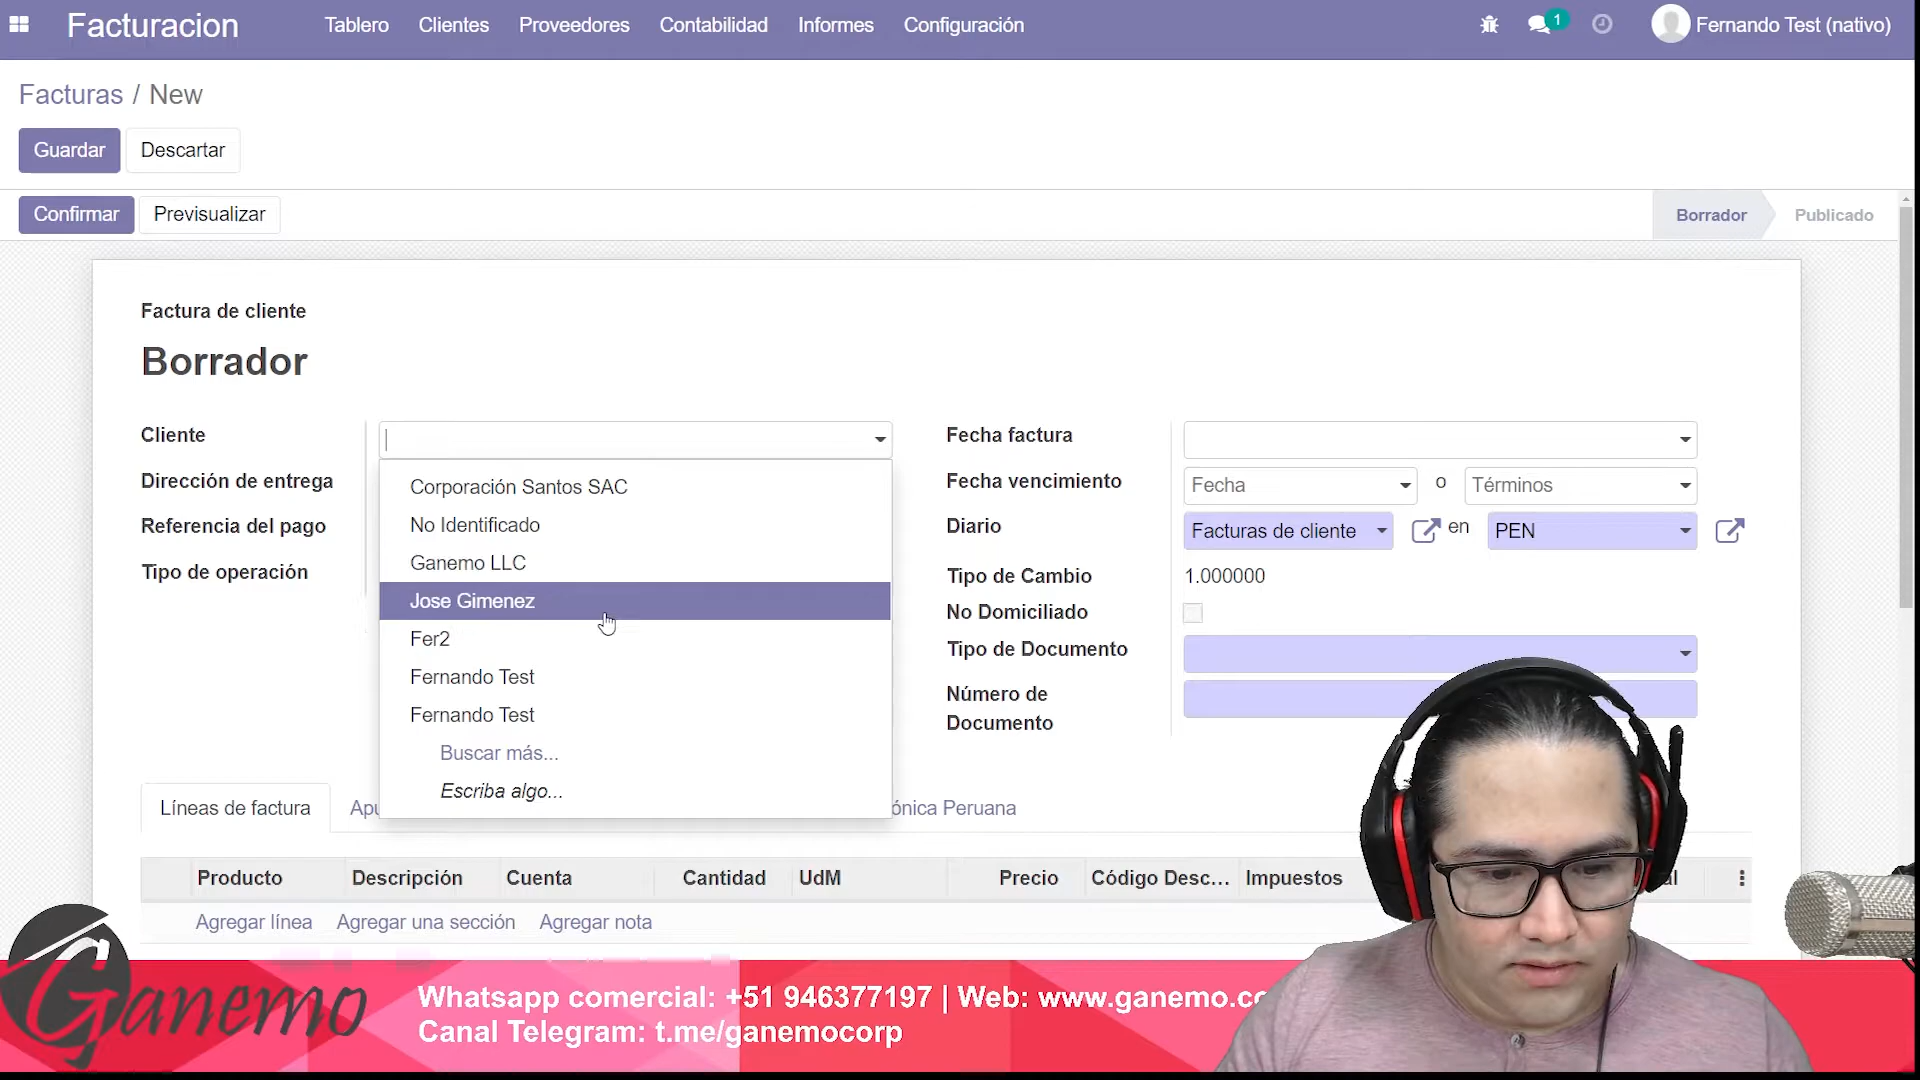 Facturacion Tablero Clientes Proveedores Contabilidad Informes Configuración 1 Fernando Test (nativo)
Facturas / New
Guardar Descartar
Confirmar Previsualizar Borrador Publicado
Factura de cliente
Borrador
Cliente
Dirección de entrega
Referencia del pago
Tipo de operación
Corporación Santos SAC
No Identificado
Ganemo LLC
Jose Gimenez
Fer2
Fernando Test
Fernando Test
Buscar más...
Escriba algo...
Fecha factura
Fecha vencimiento Fecha o Términos
Diario Facturas de cliente en PEN
Tipo de Cambio 1.000000
No Domiciliado
Tipo de Documento
Número de
Documento
Líneas de factura Apu ónica Peruana
Producto Descripción Cuenta Cantidad UdM Precio Código Desc... Impuestos al
Agregar línea Agregar una sección Agregar nota
Ganemo
Whatsapp comercial: +51 946377197 | Web: www.ganemo.co
Canal Telegram: t.me/ganemocorp